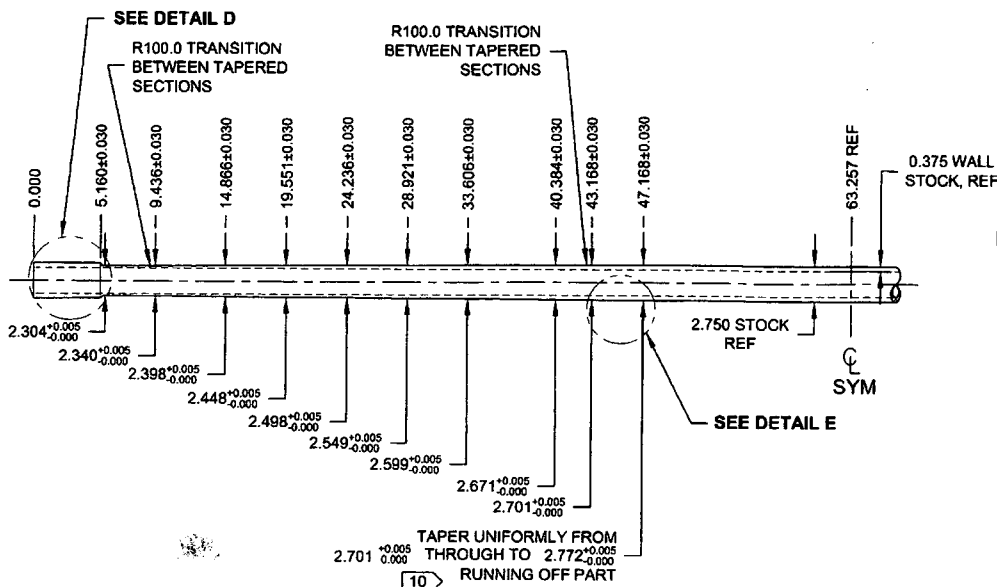 SEE DETAIL D
R100.0 TRANSITION
BETWEEN TAPERED
SECTIONS
R100.0 TRANSITION
BETWEEN TAPERED
SECTIONS
0.000
5.160±0.030
9.436±0.030
14.866±0.030
19.551±0.030
24.236±0.030
28.921±0.030
33.606±0.030
40.384±0.030
43.168±0.030
47.168±0.030
63.257 REF
0.375 WALL
STOCK, REF
2.304 +0.005 -0.000
2.340 +0.005 -0.000
2.398 +0.005 -0.000
2.448 +0.005 -0.000
2.498 +0.005 -0.000
2.549 +0.005 -0.000
2.599 +0.005 -0.000
2.671 +0.005 -0.000
2.701 +0.005 -0.000
2.750 STOCK
REF
℄
SYM
SEE DETAIL E
TAPER UNIFORMLY FROM
2.701 +0.005 0.000 THROUGH TO 2.772 +0.005 -0.000
RUNNING OFF PART
10